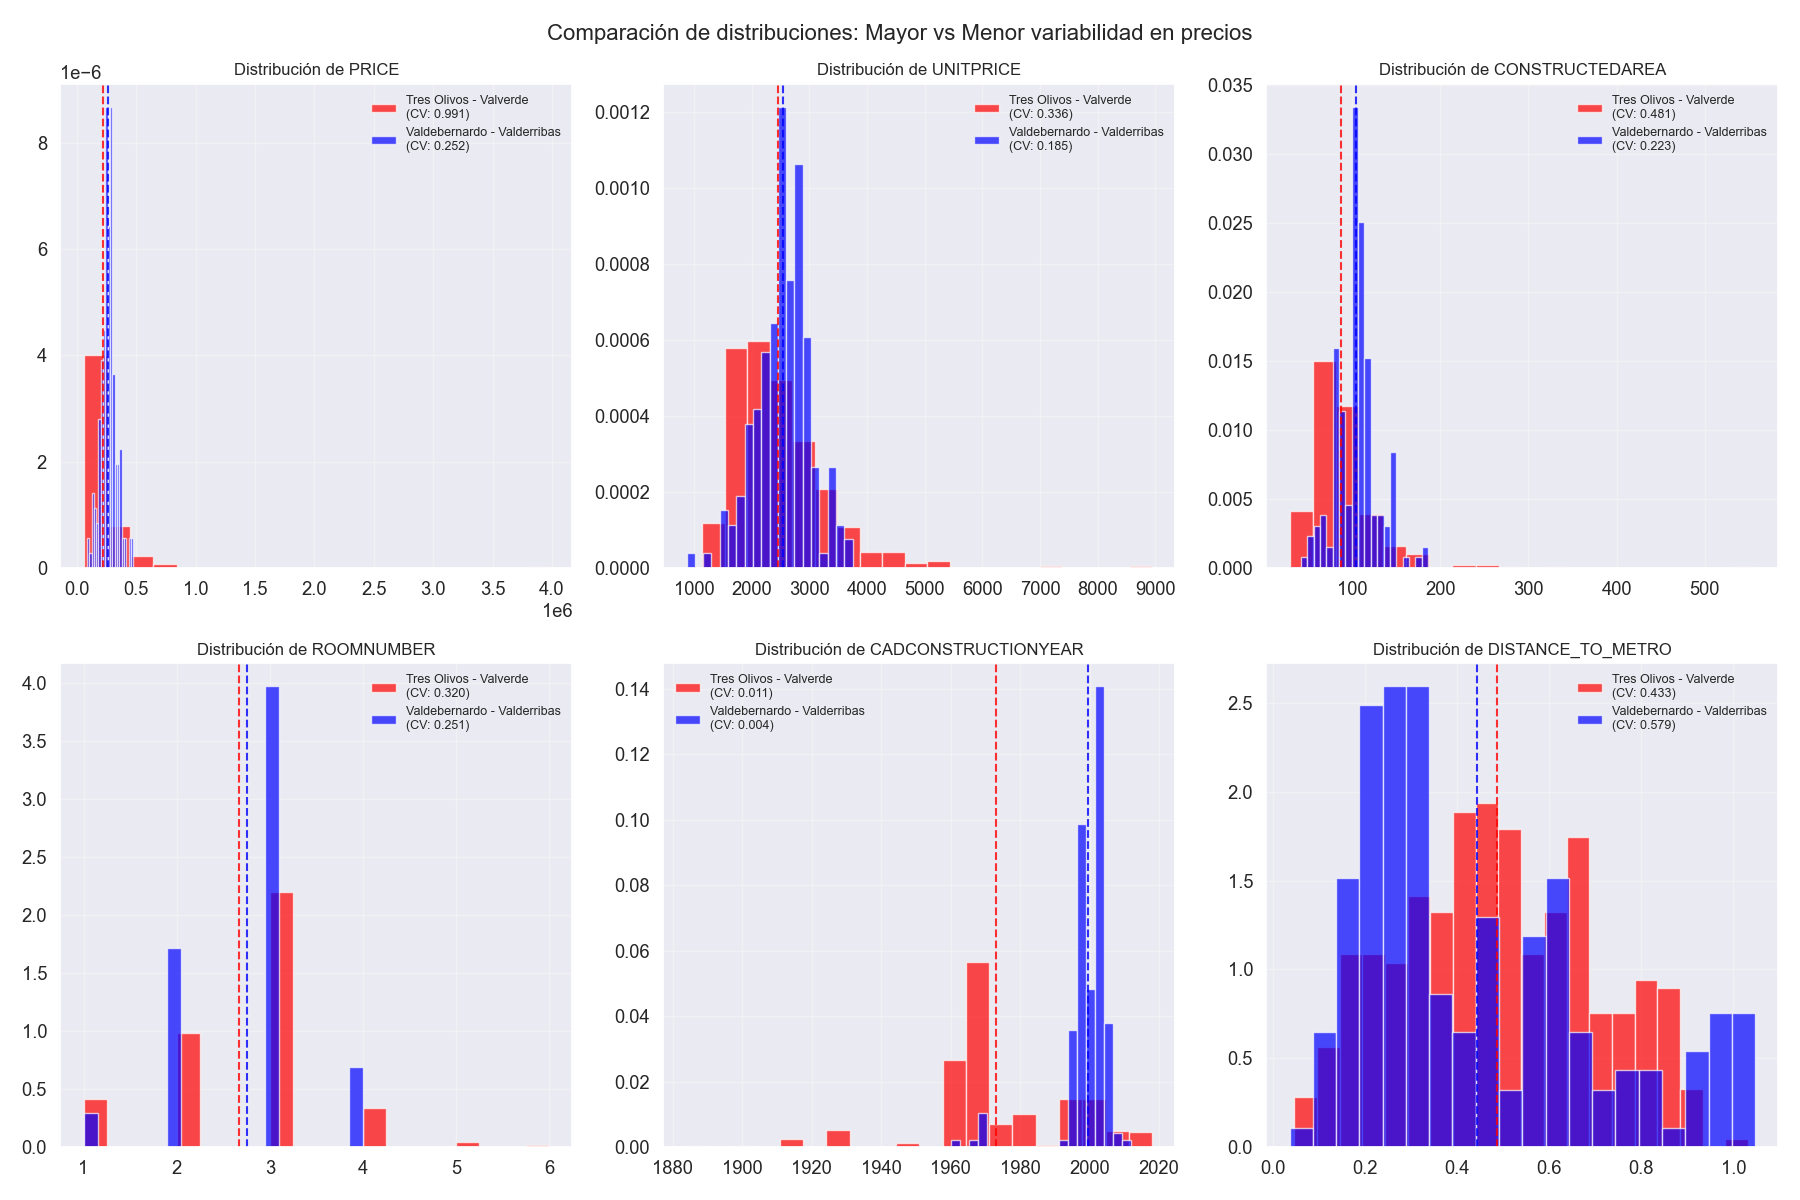 Comparación de distribuciones: Mayor vs Menor variabilidad en precios
Distribución de PRICE
1e−6
Tres Olivos - Valverde
(CV: 0.991)
Valdebernardo - Valderribas
(CV: 0.252)
8
6
4
2
0
0.0 0.5 1.0 1.5 2.0 2.5 3.0 3.5 4.0
1e6
Distribución de UNITPRICE
Tres Olivos - Valverde
(CV: 0.336)
Valdebernardo - Valderribas
(CV: 0.185)
0.0012
0.0010
0.0008
0.0006
0.0004
0.0002
0.0000
1000 2000 3000 4000 5000 6000 7000 8000 9000
Distribución de CONSTRUCTEDAREA
Tres Olivos - Valverde
(CV: 0.481)
Valdebernardo - Valderribas
(CV: 0.223)
0.035
0.030
0.025
0.020
0.015
0.010
0.005
0.000
100 200 300 400 500
Distribución de ROOMNUMBER
Tres Olivos - Valverde
(CV: 0.320)
Valdebernardo - Valderribas
(CV: 0.251)
4.0
3.5
3.0
2.5
2.0
1.5
1.0
0.5
0.0
1 2 3 4 5 6
Distribución de CADCONSTRUCTIONYEAR
Tres Olivos - Valverde
(CV: 0.011)
Valdebernardo - Valderribas
(CV: 0.004)
0.14
0.12
0.10
0.08
0.06
0.04
0.02
0.00
1880 1900 1920 1940 1960 1980 2000 2020
Distribución de DISTANCE_TO_METRO
Tres Olivos - Valverde
(CV: 0.433)
Valdebernardo - Valderribas
(CV: 0.579)
2.5
2.0
1.5
1.0
0.5
0.0
0.0 0.2 0.4 0.6 0.8 1.0